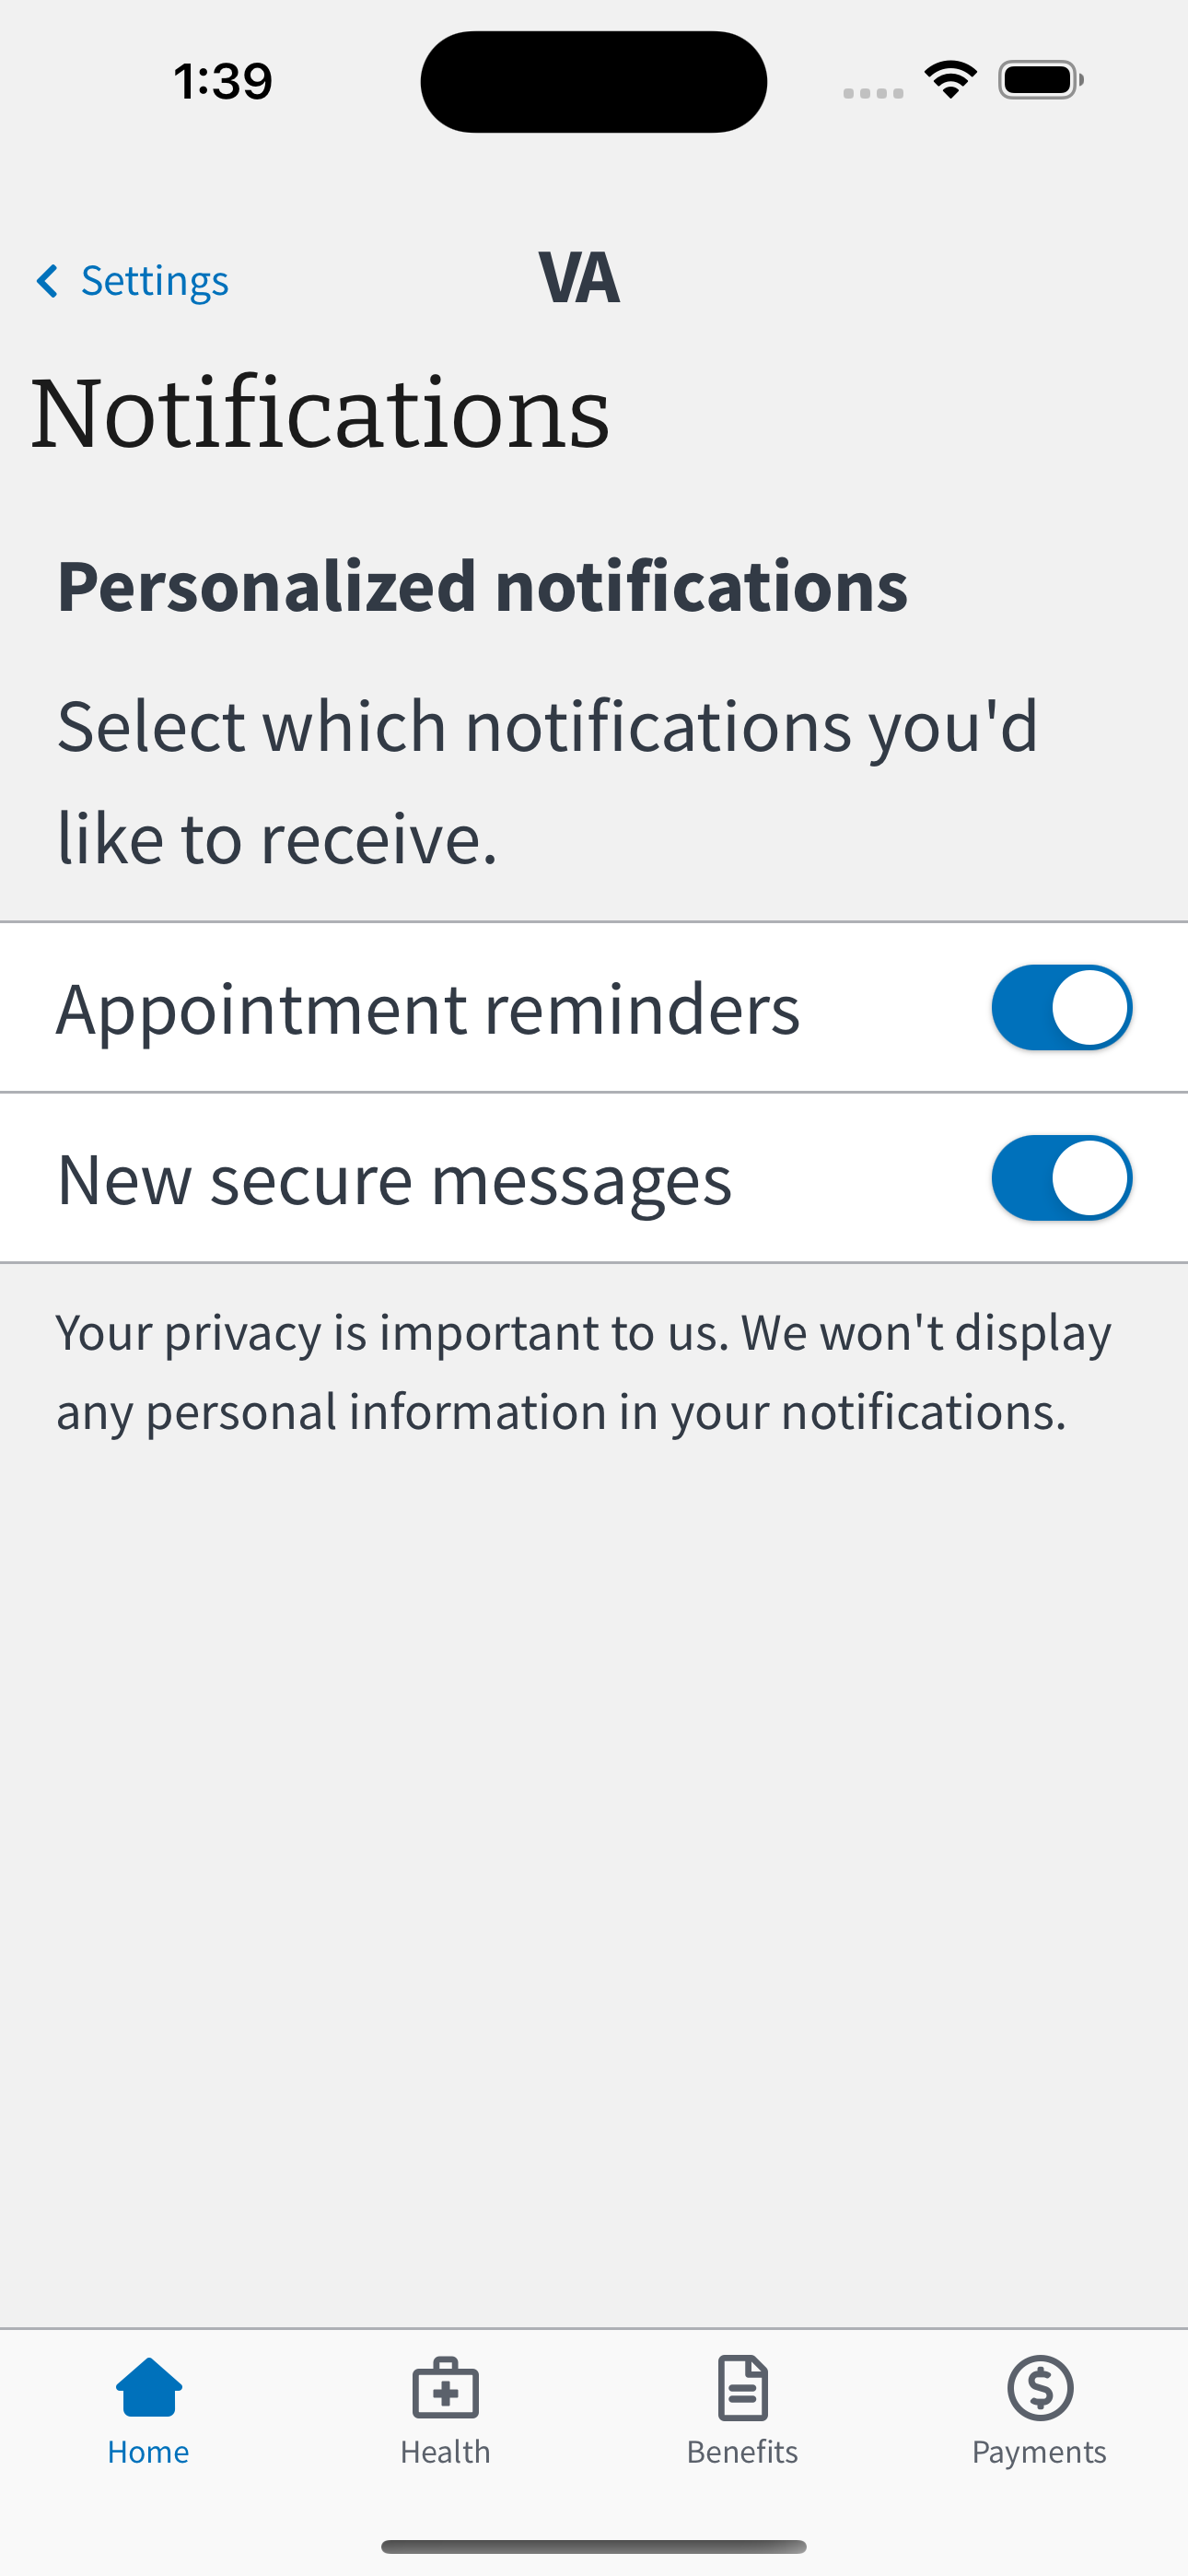 1:39
Settings
VA
Notifications
Personalized notifications
Select which notifications you'd
like to receive.
Appointment reminders
New secure messages
Your privacy is important to us. We won't display
any personal information in your notifications.
Home
Health
Benefits
Payments